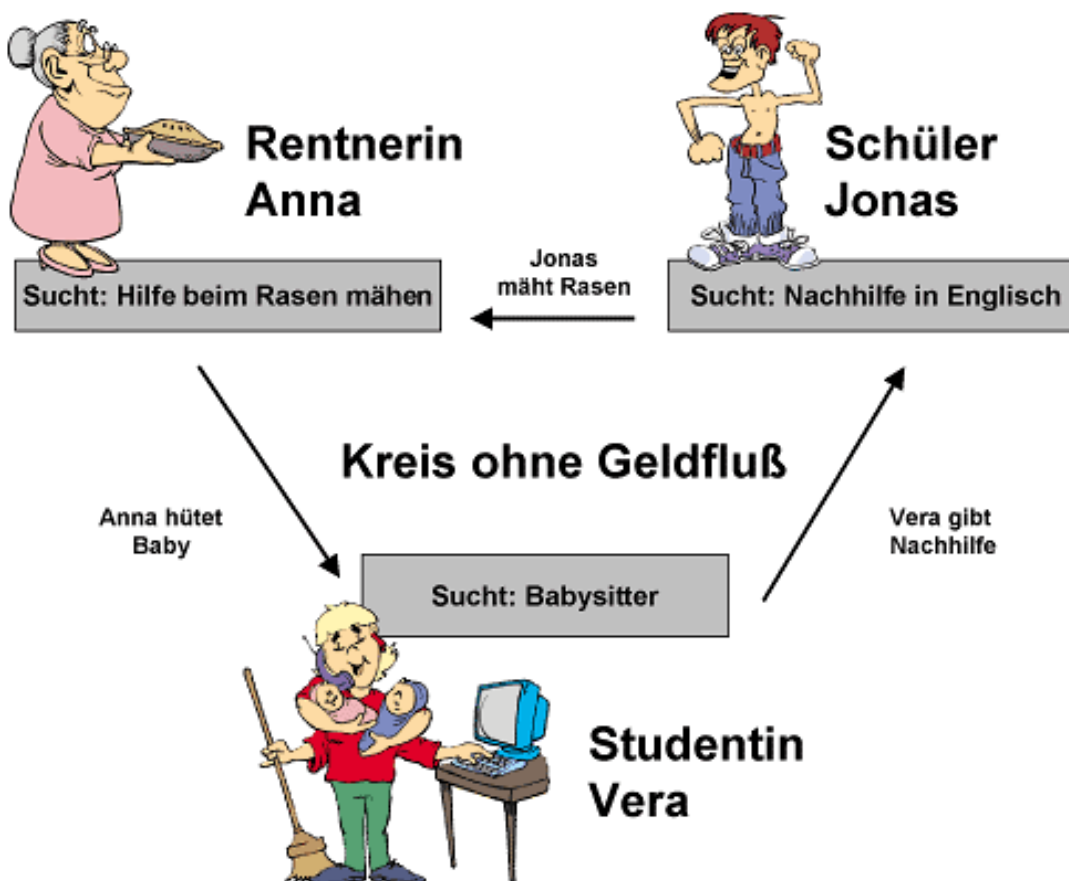 Rentnerin
Anna
Schüler
Jonas
Sucht: Hilfe beim Rasen mähen
Jonas
mäht Rasen
Sucht: Nachhilfe in Englisch
Kreis ohne Geldfluß
Anna hütet
Baby
Vera gibt
Nachhilfe
Sucht: Babysitter
Studentin
Vera